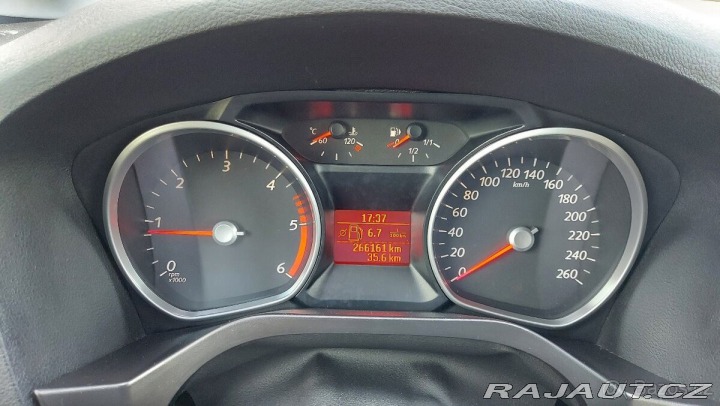 °C 60 120
0 1/2 1/1
0 1 2 3 4 5 6
rpm
x1000
17:37
6.7
266161 km
35.6 km
0 20 40 60 80 100 120 140 160 180 200 220 240 260
km/h
RAJAUT.CZ